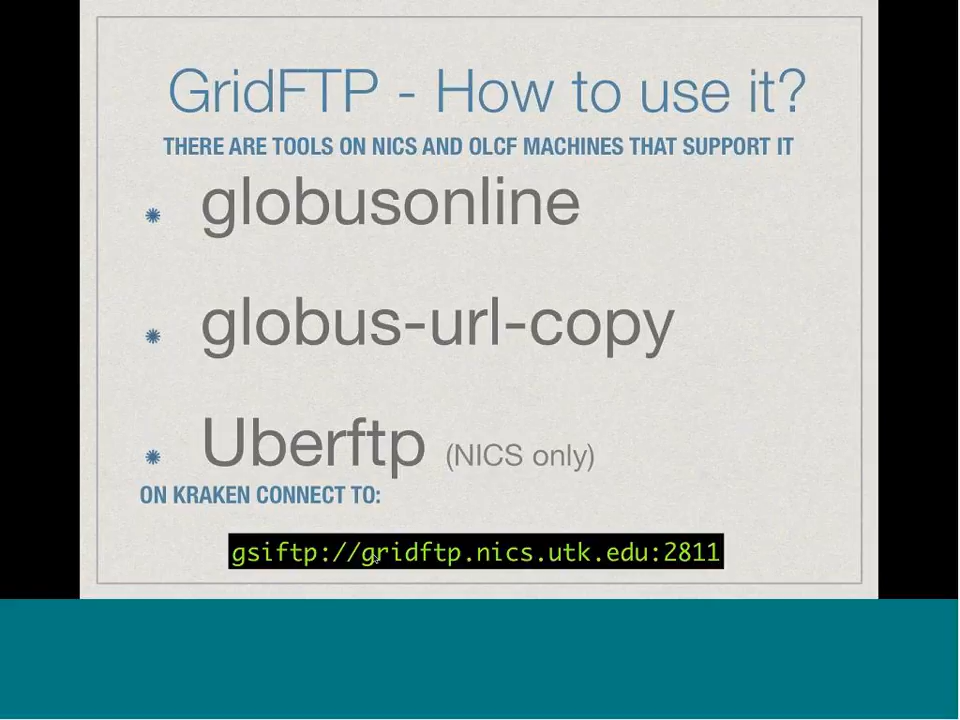 GridFTP - How to use it?
THERE ARE TOOLS ON NICS AND OLCF MACHINES THAT SUPPORT IT
globusonline
globus-url-copy
Uberftp (NICS only)
ON KRAKEN CONNECT TO:
gsiftp://gridftp.nics.utk.edu:2811